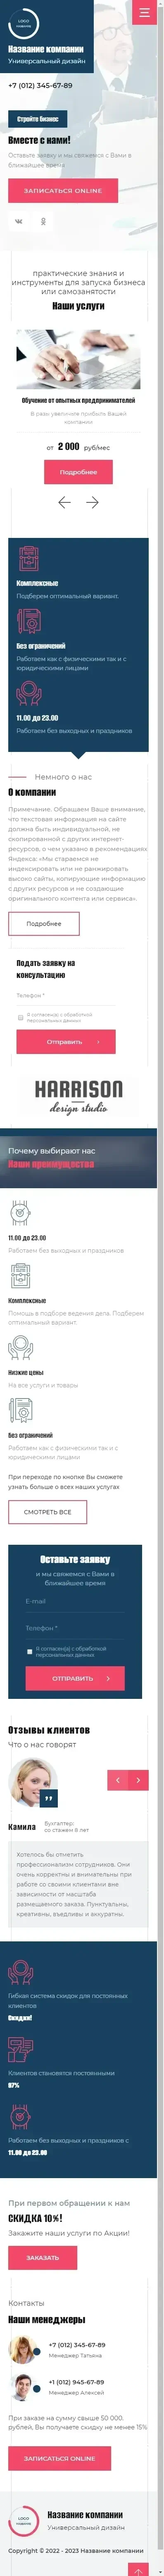 LOGO
WEBSITE
Название компании
Универсальный дизайн
+7 (012) 345-67-89
Стройте бизнес
Вместе с нами!
Оставьте заявку и мы свяжемся с Вами в
ближайшее время
ЗАПИСАТЬСЯ ONLINE
практические знания и
инструменты для запуска бизнеса
или самозанятости
Наши услуги
Обучение от опытных предпринимателей
В разы увеличите прибыль Вашей
компании
от 2 000 руб/мес
Подробнее
Комплексные
Подберем оптимальный вариант.
Без ограничений
Работаем как с физическими так и с
юридическими лицами
11.00 до 23.00
Работаем без выходных и праздников
Немного о нас
О компании
Примечание. Обращаем Ваше внимание,
что текстовая информация на сайте
должна быть индивидуальной, не
скопированной с других интернет-
ресурсов, о чем указано в рекомендациях
Яндекса: «Мы стараемся не
индексировать или не ранжировать
высоко сайты, копирующие информацию
с других ресурсов и не создающие
оригинального контента или сервиса».
Подробнее
Подать заявку на
консультацию
Телефон *
Я согласен(а) с обработкой
персональных данных
Отправить
HARRISON
design studio
Почему выбирают нас
Наши преимущества
11.00 до 23.00
Работаем без выходных и праздников
Комплексные
Помощь в подборе ведения дела. Подберем
оптимальный вариант.
Низкие цены
На все услуги и товары
Без ограничений
Работаем как с физическими так и с
юридическими лицами
При переходе по кнопке Вы сможете
узнать больше о всех наших услугах
СМОТРЕТЬ ВСЕ
Оставьте заявку
и мы свяжемся с Вами в
ближайшее время
E-mail
Телефон *
Я согласен(а) с обработкой
персональных данных
ОТПРАВИТЬ
Отзывы клиентов
Что о нас говорят
Камила
Бухгалтер,
со стажем 8 лет
Хотелось бы отметить
профессионализм сотрудников. Они
очень корректны и внимательны при
работе со своими клиентами вне
зависимости от масштаба
размещаемого заказа. Пунктуальны,
креативны, вежливы и аккуратны.
Гибкая система скидок для постоянных
клиентов
Скидки!
Клиентов становятся постоянными
87%
Работаем без выходных и праздников с
11.00 до 23.00
При первом обращении к нам
СКИДКА 10%!
Закажите наши услуги по Акции!
ЗАКАЗАТЬ
Контакты
Наши менеджеры
+7 (012) 345-67-89
Менеджер Татьяна
+1 (012) 945-67-89
Менеджер Алексей
При заказе на сумму свыше 50 000.
рублей, Вы получаете скидку не менее 15%
ЗАПИСАТЬСЯ ONLINE
LOGO
WEBSITE
Название компании
Универсальный дизайн
Copyright © 2022 - 2023 Название компании